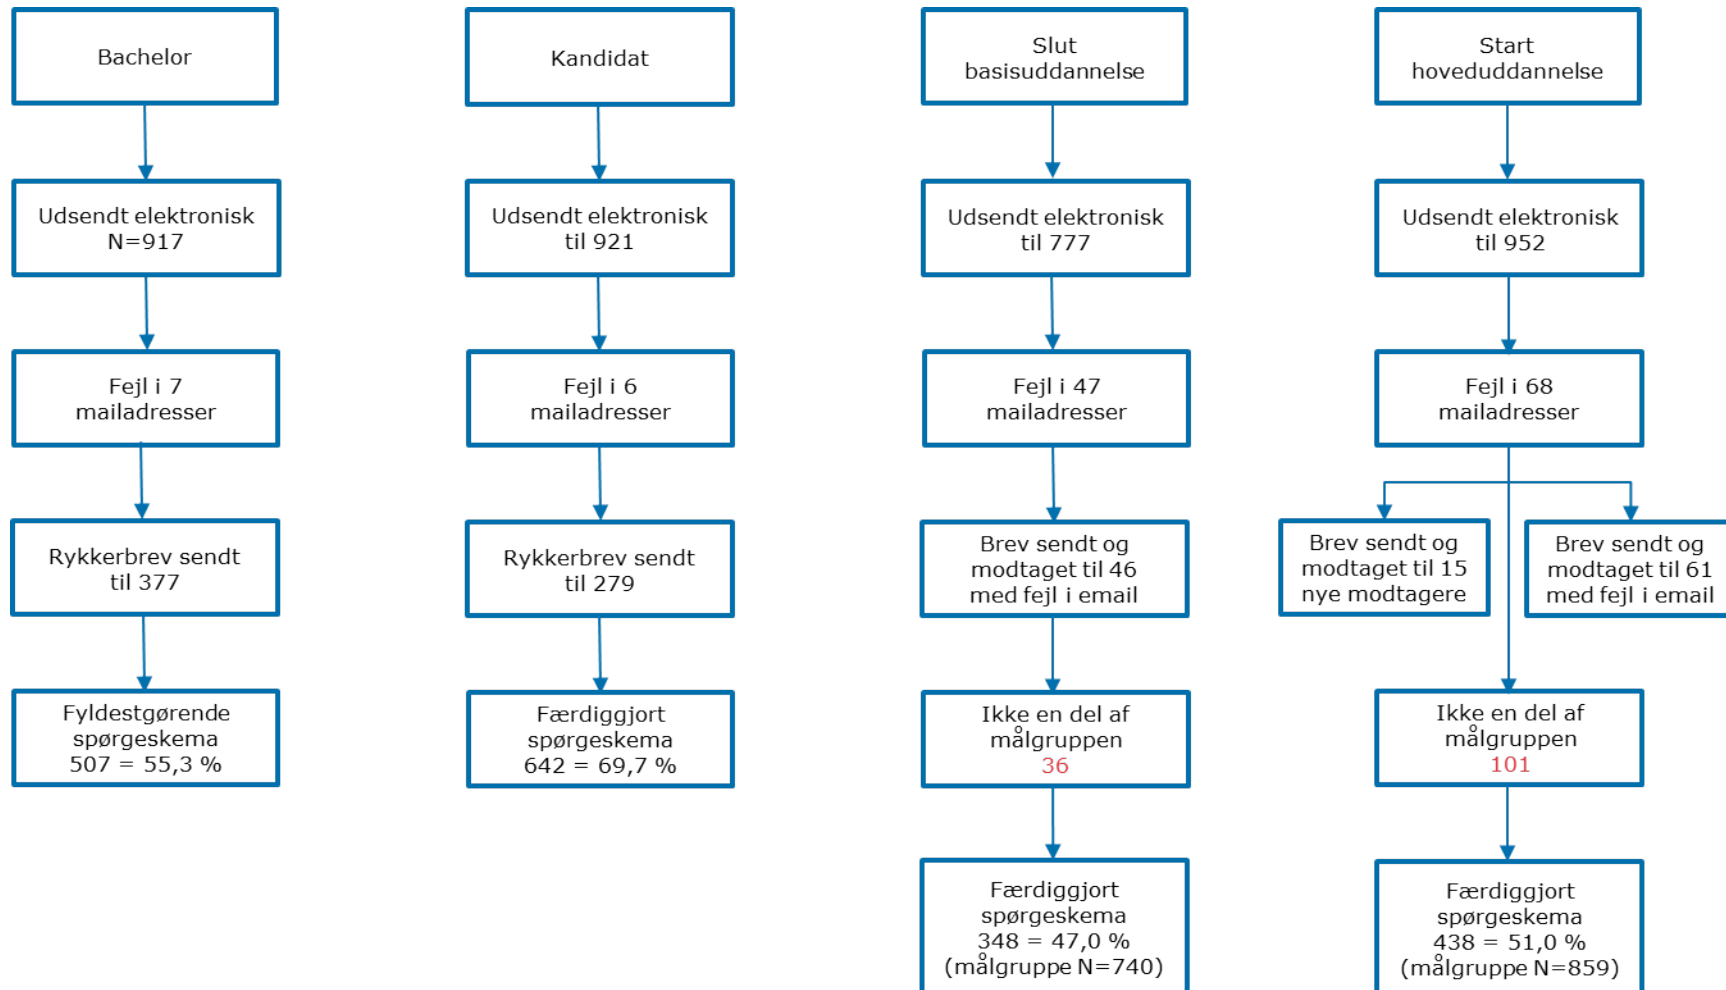 Bachelor
Udsendt elektronisk
N=917
Fejl i 7
mailadresser
Rykkerbrev sendt
til 377
Fyldestgørende
spørgeskema
507 = 55,3 %
Kandidat
Udsendt elektronisk
til 921
Fejl i 6
mailadresser
Rykkerbrev sendt
til 279
Færdiggjort
spørgeskema
642 = 69,7 %
Slut
basisuddannelse
Udsendt elektronisk
til 777
Fejl i 47
mailadresser
Brev sendt og
modtaget til 46
med fejl i email
Ikke en del af
målgruppen
36
Færdiggjort
spørgeskema
348 = 47,0 %
(målgruppe N=740)
Start
hoveduddannelse
Udsendt elektronisk
til 952
Fejl i 68
mailadresser
Brev sendt og
modtaget til 15
nye modtagere
Brev sendt og
modtaget til 61
med fejl i email
Ikke en del af
målgruppen
101
Færdiggjort
spørgeskema
438 = 51,0 %
(målgruppe N=859)